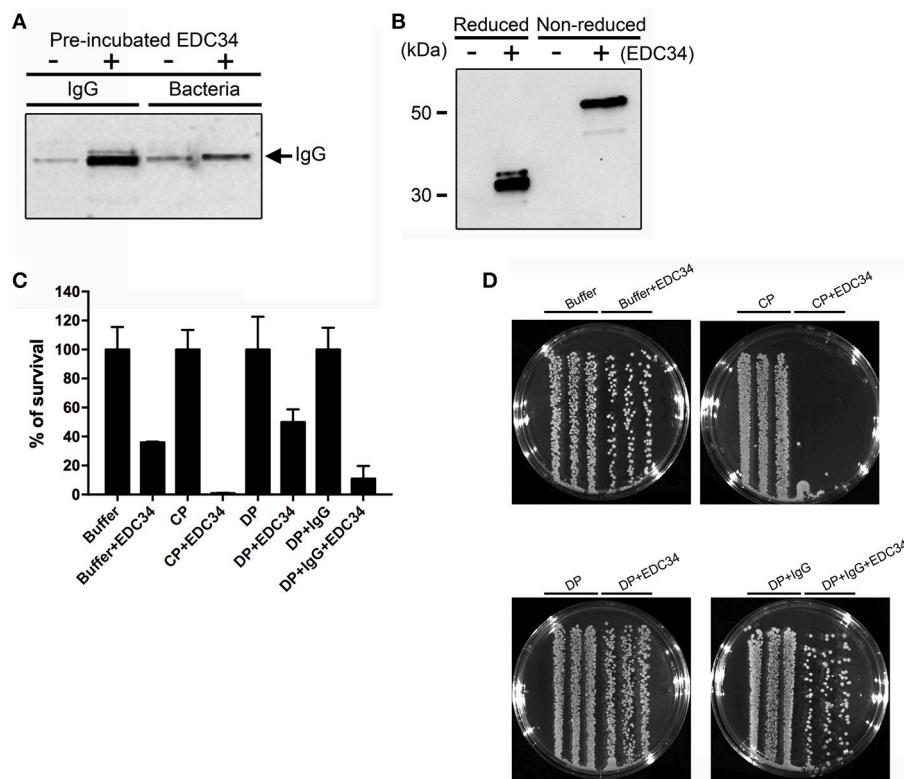 A
Pre-incubated EDC34
- + - +
IgG Bacteria
IgG
B
Reduced Non-reduced
(kDa) - + - + (EDC34)
50
30
C
% of survival
140
120
100
80
60
40
20
0
Buffer
Buffer+EDC34
CP
CP+EDC34
DP
DP+EDC34
DP+IgG
DP+IgG+EDC34
D
Buffer Buffer+EDC34
CP CP+EDC34
DP DP+EDC34
DP+IgG DP+IgG+EDC34